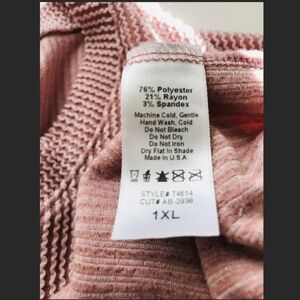 76% Polyester
21% Rayon
3% Spandex
Machine Cold, Gentle
Hand Wash, Cold
Do Not Bleach
Do Not Dry
Do Not Iron
Dry Flat In Shade
Made In U.S.A
STYLE# T4614
CUT# AB-2930
1XL